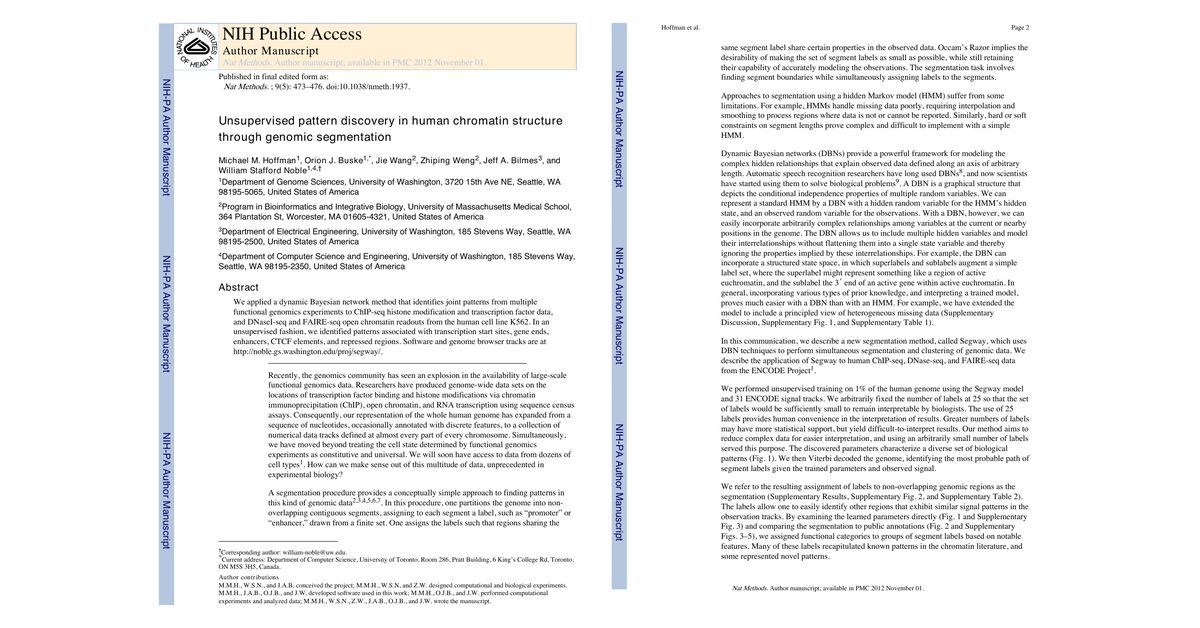 NATIONAL INSTITUTES OF HEALTH
NIH Public Access
Author Manuscript
Nat Methods. Author manuscript; available in PMC 2012 November 01.
Published in final edited form as:
Nat Methods. ; 9(5): 473–476. doi:10.1038/nmeth.1937.
NIH-PA Author Manuscript
NIH-PA Author Manuscript
NIH-PA Author Manuscript
Unsupervised pattern discovery in human chromatin structure
through genomic segmentation
Michael M. Hoffman1, Orion J. Buske1,*, Jie Wang2, Zhiping Weng2, Jeff A. Bilmes3, and
William Stafford Noble1,4,†
1Department of Genome Sciences, University of Washington, 3720 15th Ave NE, Seattle, WA
98195-5065, United States of America
2Program in Bioinformatics and Integrative Biology, University of Massachusetts Medical School,
364 Plantation St, Worcester, MA 01605-4321, United States of America
3Department of Electrical Engineering, University of Washington, 185 Stevens Way, Seattle, WA
98195-2500, United States of America
4Department of Computer Science and Engineering, University of Washington, 185 Stevens Way,
Seattle, WA 98195-2350, United States of America
Abstract
We applied a dynamic Bayesian network method that identifies joint patterns from multiple
functional genomics experiments to ChIP-seq histone modification and transcription factor data,
and DNaseI-seq and FAIRE-seq open chromatin readouts from the human cell line K562. In an
unsupervised fashion, we identified patterns associated with transcription start sites, gene ends,
enhancers, CTCF elements, and repressed regions. Software and genome browser tracks are at
http://noble.gs.washington.edu/proj/segway/.
Recently, the genomics community has seen an explosion in the availability of large-scale
functional genomics data. Researchers have produced genome-wide data sets on the
locations of transcription factor binding and histone modifications via chromatin
immunoprecipitation (ChIP), open chromatin, and RNA transcription using sequence census
assays. Consequently, our representation of the whole human genome has expanded from a
sequence of nucleotides, occasionally annotated with discrete features, to a collection of
numerical data tracks defined at almost every part of every chromosome. Simultaneously,
we have moved beyond treating the cell state determined by functional genomics
experiments as constitutive and universal. We will soon have access to data from dozens of
cell types1. How can we make sense out of this multitude of data, unprecedented in
experimental biology?
A segmentation procedure provides a conceptually simple approach to finding patterns in
this kind of genomic data2,3,4,5,6,7. In this procedure, one partitions the genome into non-
overlapping contiguous segments, assigning to each segment a label, such as “promoter” or
“enhancer,” drawn from a finite set. One assigns the labels such that regions sharing the
†Corresponding author: william-noble@uw.edu.
*Current address: Department of Computer Science, University of Toronto, Room 286, Pratt Building, 6 King's College Rd, Toronto,
ON M5S 3H5, Canada.
Author contributions
M.M.H., W.S.N., and J.A.B. conceived the project; M.M.H., W.S.N, and Z.W. designed computational and biological experiments.
M.M.H., J.A.B., O.J.B., and J.W. developed software used in this work; M.M.H., O.J.B., and J.W. performed computational
experiments and analyzed data; M.M.H., W.S.N., Z.W., J.A.B., O.J.B., and J.W. wrote the manuscript.
Hoffman et al.
Page 2
NIH-PA Author Manuscript
NIH-PA Author Manuscript
NIH-PA Author Manuscript
same segment label share certain properties in the observed data. Occam's Razor implies the
desirability of making the set of segment labels as small as possible, while still retaining
their capability of accurately modeling the observations. The segmentation task involves
finding segment boundaries while simultaneously assigning labels to the segments.
Approaches to segmentation using a hidden Markov model (HMM) suffer from some
limitations. For example, HMMs handle missing data poorly, requiring interpolation and
smoothing to process regions where data is not or cannot be reported. Similarly, hard or soft
constraints on segment lengths prove complex and difficult to implement with a simple
HMM.
Dynamic Bayesian networks (DBNs) provide a powerful framework for modeling the
complex hidden relationships that explain observed data defined along an axis of arbitrary
length. Automatic speech recognition researchers have long used DBNs8, and now scientists
have started using them to solve biological problems9. A DBN is a graphical structure that
depicts the conditional independence properties of multiple random variables. We can
represent a standard HMM by a DBN with a hidden random variable for the HMM's hidden
state, and an observed random variable for the observations. With a DBN, however, we can
easily incorporate arbitrarily complex relationships among variables at the current or nearby
positions in the genome. The DBN allows us to include multiple hidden variables and model
their interrelationships without flattening them into a single state variable and thereby
ignoring the properties implied by these interrelationships. For example, the DBN can
incorporate a structured state space, in which superlabels and sublabels augment a simple
label set, where the superlabel might represent something like a region of active
euchromatin, and the sublabel the 3′ end of an active gene within active euchromatin. In
general, incorporating various types of prior knowledge, and interpreting a trained model,
proves much easier with a DBN than with an HMM. For example, we have extended the
model to include a principled view of heterogeneous missing data (Supplementary
Discussion, Supplementary Fig. 1, and Supplementary Table 1).
In this communication, we describe a new segmentation method, called Segway, which uses
DBN techniques to perform simultaneous segmentation and clustering of genomic data. We
describe the application of Segway to human ChIP-seq, DNase-seq, and FAIRE-seq data
from the ENCODE Project1.
We performed unsupervised training on 1% of the human genome using the Segway model
and 31 ENCODE signal tracks. We arbitrarily fixed the number of labels at 25 so that the set
of labels would be sufficiently small to remain interpretable by biologists. The use of 25
labels provides human convenience in the interpretation of results. Greater numbers of labels
may have more statistical support, but yield difficult-to-interpret results. Our method aims to
reduce complex data for easier interpretation, and using an arbitrarily small number of labels
served this purpose. The discovered parameters characterize a diverse set of biological
patterns (Fig. 1). We then Viterbi decoded the genome, identifying the most probable path of
segment labels given the trained parameters and observed signal.
We refer to the resulting assignment of labels to non-overlapping genomic regions as the
segmentation (Supplementary Results, Supplementary Fig. 2, and Supplementary Table 2).
The labels allow one to easily identify other regions that exhibit similar signal patterns in the
observation tracks. By examining the learned parameters directly (Fig. 1 and Supplementary
Fig. 3) and comparing the segmentation to public annotations (Fig. 2 and Supplementary
Figs. 3–5), we assigned functional categories to groups of segment labels based on notable
features. Many of these labels recapitulated known patterns in the chromatin literature, and
some represented novel patterns.
Nat Methods. Author manuscript; available in PMC 2012 November 01.